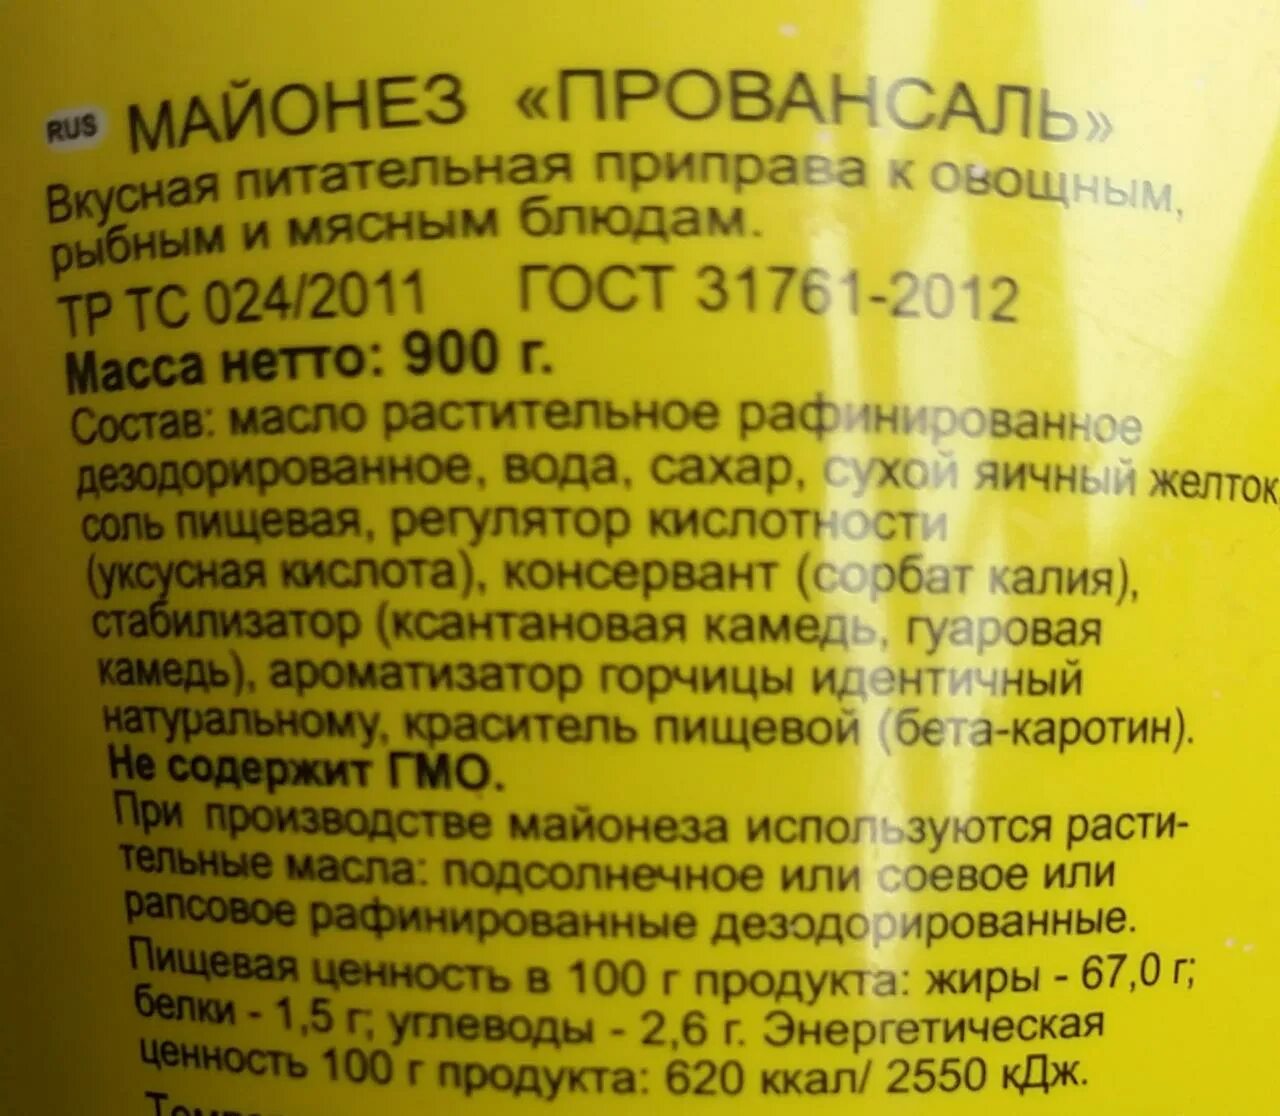 RUS МАЙОНЕЗ «ПРОВАНСАЛЬ»
Вкусная питательная приправа к овощным,
рыбным и мясным блюдам.
ТР ТС 024/2011 ГОСТ 31761-2012
Масса нетто: 900 г.
Состав: масло растительное рафинированное
дезодорированное, вода, сахар, сухой яичный желток,
соль пищевая, регулятор кислотности
(уксусная кислота), консервант (сорбат калия),
стабилизатор (ксантановая камедь, гуаровая
камедь), ароматизатор горчицы идентичный
натуральному, краситель пищевой (бета-каротин).
Не содержит ГМО.
При производстве майонеза используются расти-
тельные масла: подсолнечное или соевое или
рапсовое рафинированные дезодорированные.
Пищевая ценность в 100 г продукта: жиры - 67,0 г;
белки - 1,5 г; углеводы - 2,6 г. Энергетическая
ценность 100 г продукта: 620 ккал/ 2550 кДж.